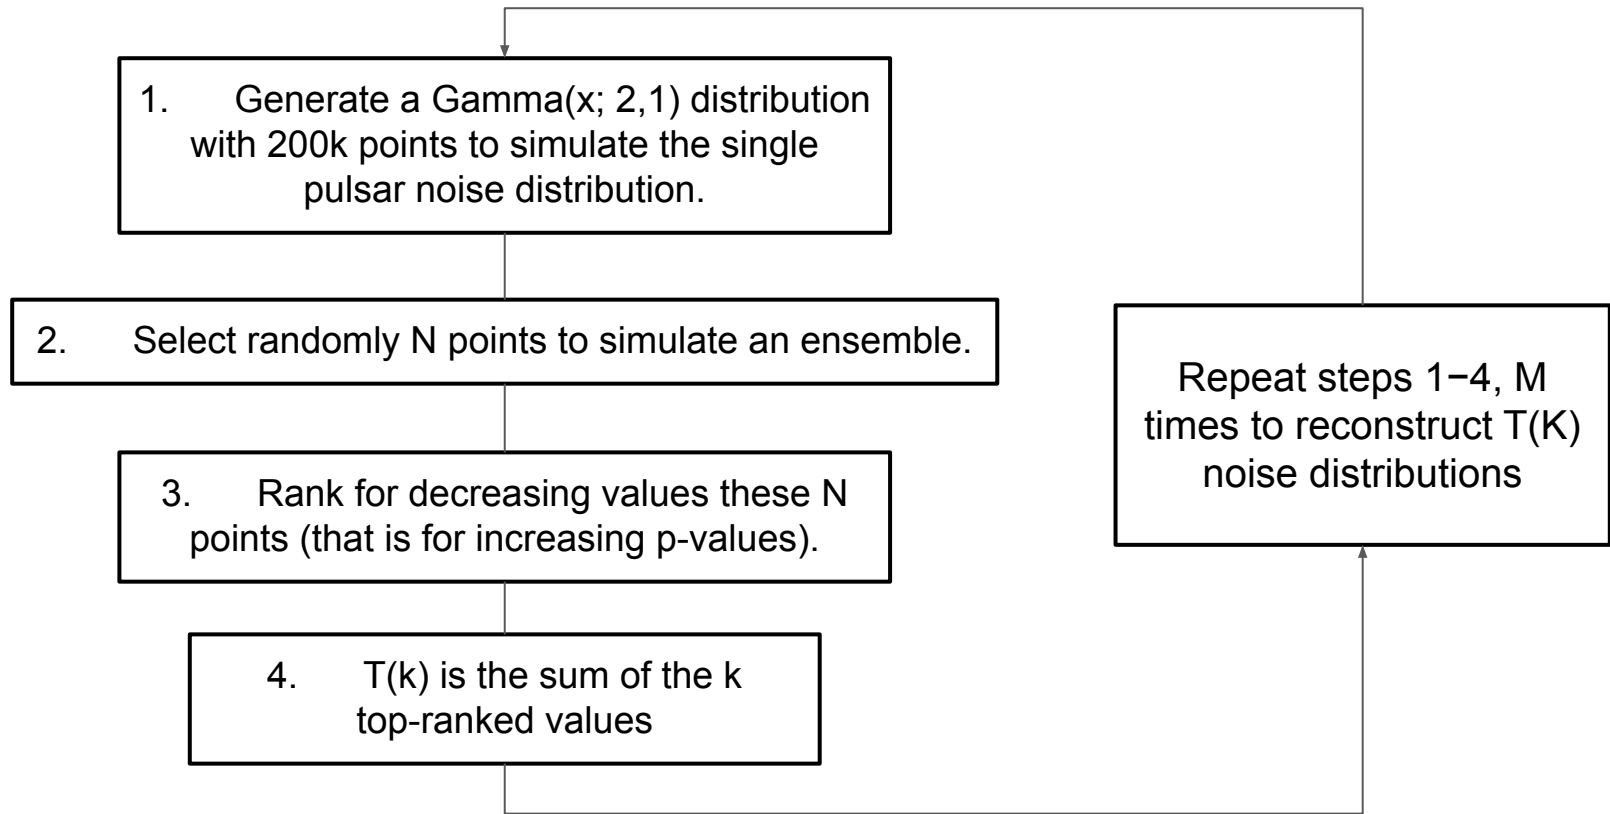 1. Generate a Gamma(x; 2,1) distribution
with 200k points to simulate the single
pulsar noise distribution.
2. Select randomly N points to simulate an ensemble.
3. Rank for decreasing values these N
points (that is for increasing p-values).
4. T(k) is the sum of the k
top-ranked values
Repeat steps 1−4, M
times to reconstruct T(K)
noise distributions